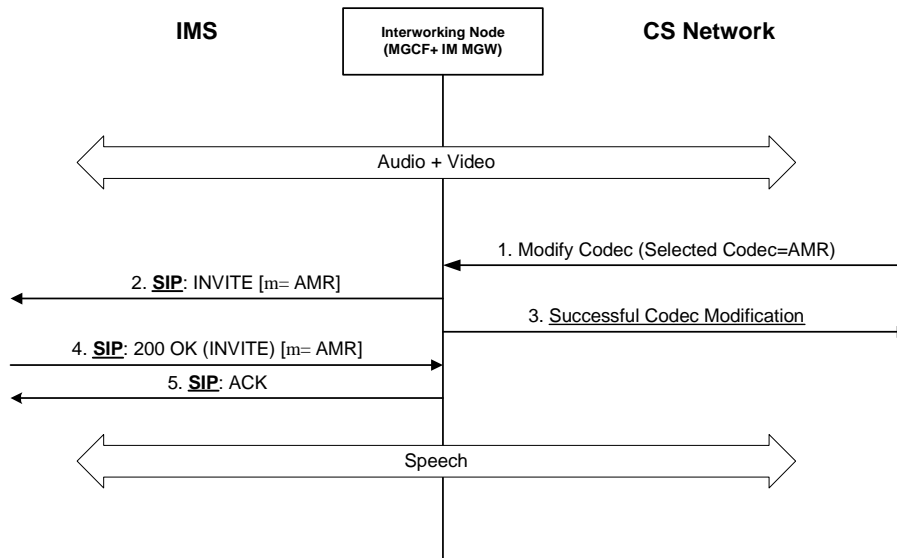 IMS
Interworking Node
(MGCF+ IM MGW)
CS Network
Audio + Video
1. Modify Codec (Selected Codec=AMR)
2. SIP: INVITE [m= AMR]
3. Successful Codec Modification
4. SIP: 200 OK (INVITE) [m= AMR]
5. SIP: ACK
Speech